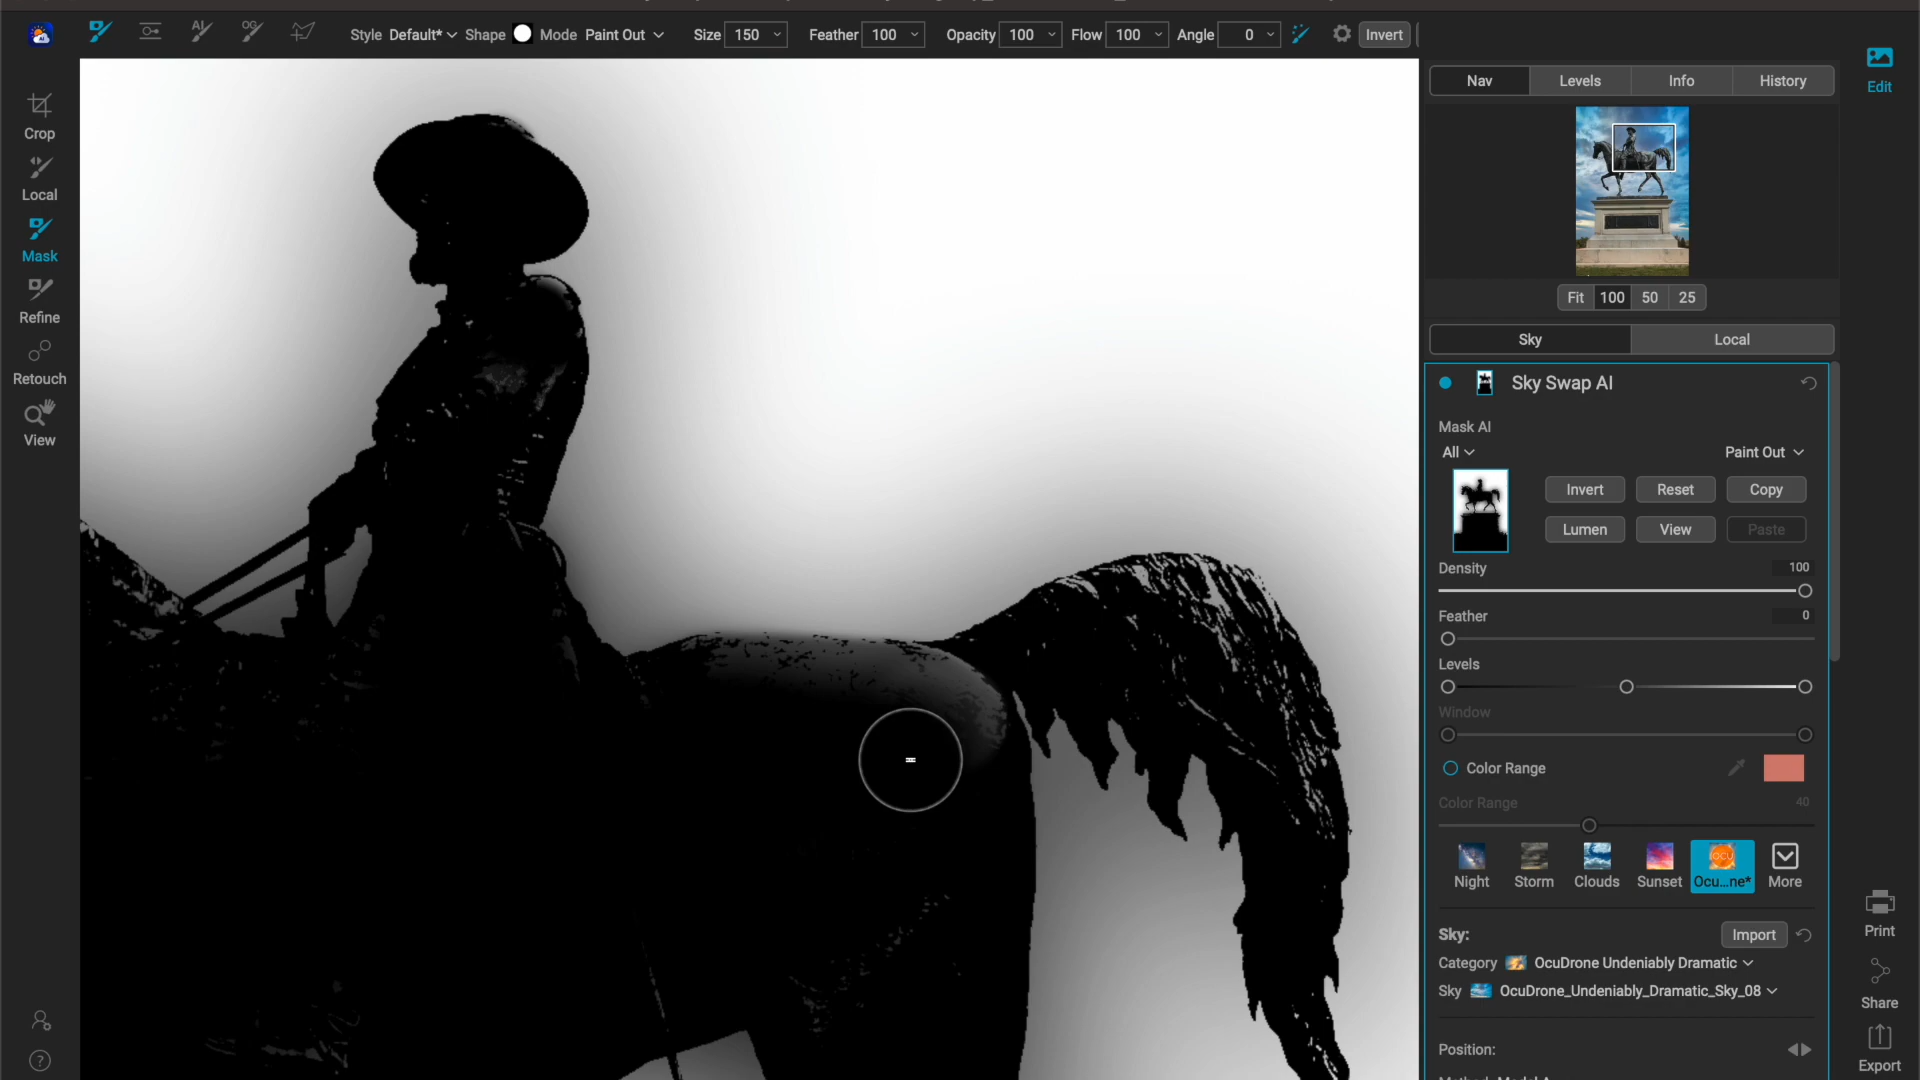 Style Default* Shape Mode Paint Out Size 150 Feather 100 Opacity 100 Flow 100 Angle 0 Invert
AI
OG
Crop
Local
Mask
Refine
Retouch
View
Nav Levels Info History
Edit
Fit 100 50 25
Sky Local
Sky Swap AI
Mask AI
All Paint Out
Invert Reset Copy
Lumen View Paste
Density 100
Feather 0
Levels
Window
Color Range
Color Range 40
Night Storm Clouds Sunset Ocu...ne* More
Sky: Import
Category OcuDrone Undeniably Dramatic
Sky OcuDrone_Undeniably_Dramatic_Sky_08
Position:
Print
Share
Export